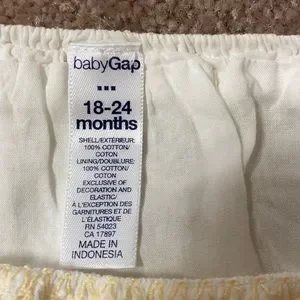 babyGap
18-24
months
SHELL/EXTÉRIEUR:
100% COTTON/
COTON
LINING/DOUBLURE:
100% COTTON/
COTON
EXCLUSIVE OF
DECORATION AND
ELASTIC/
À L'EXCEPTION DES
GARNITURES ET DE
L'ÉLASTIQUE
RN 54023
CA 17897
MADE IN
INDONESIA